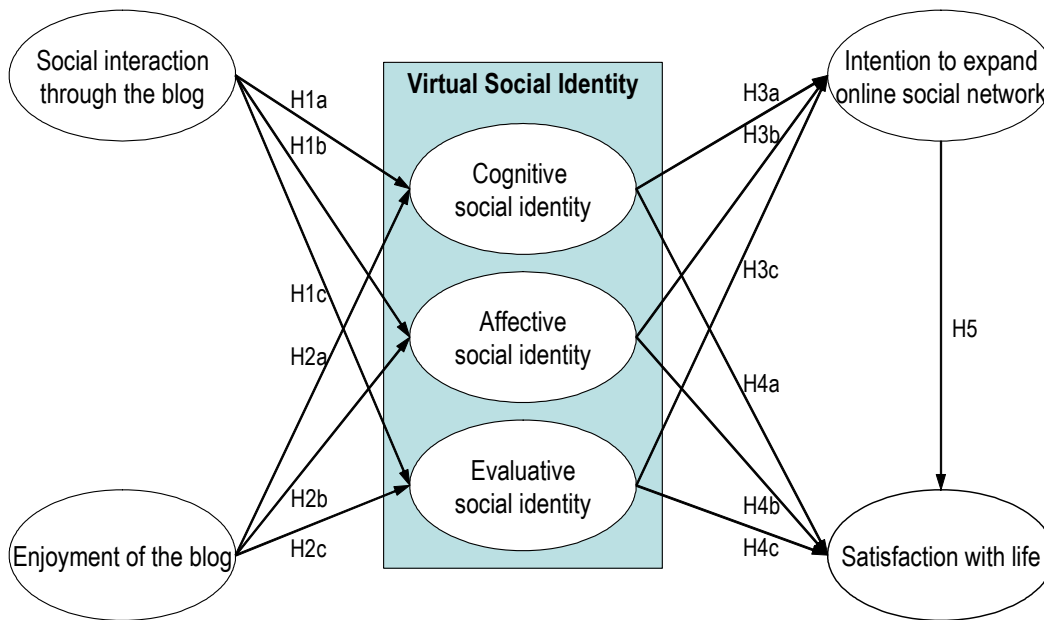 Social interaction
through the blog
Enjoyment of the blog
H1a
H1b
H1c
H2a
H2b
H2c
Virtual Social Identity
Cognitive
social identity
Affective
social identity
Evaluative
social identity
H3a
H3b
H3c
H4a
H4b
H4c
Intention to expand
online social network
H5
Satisfaction with life